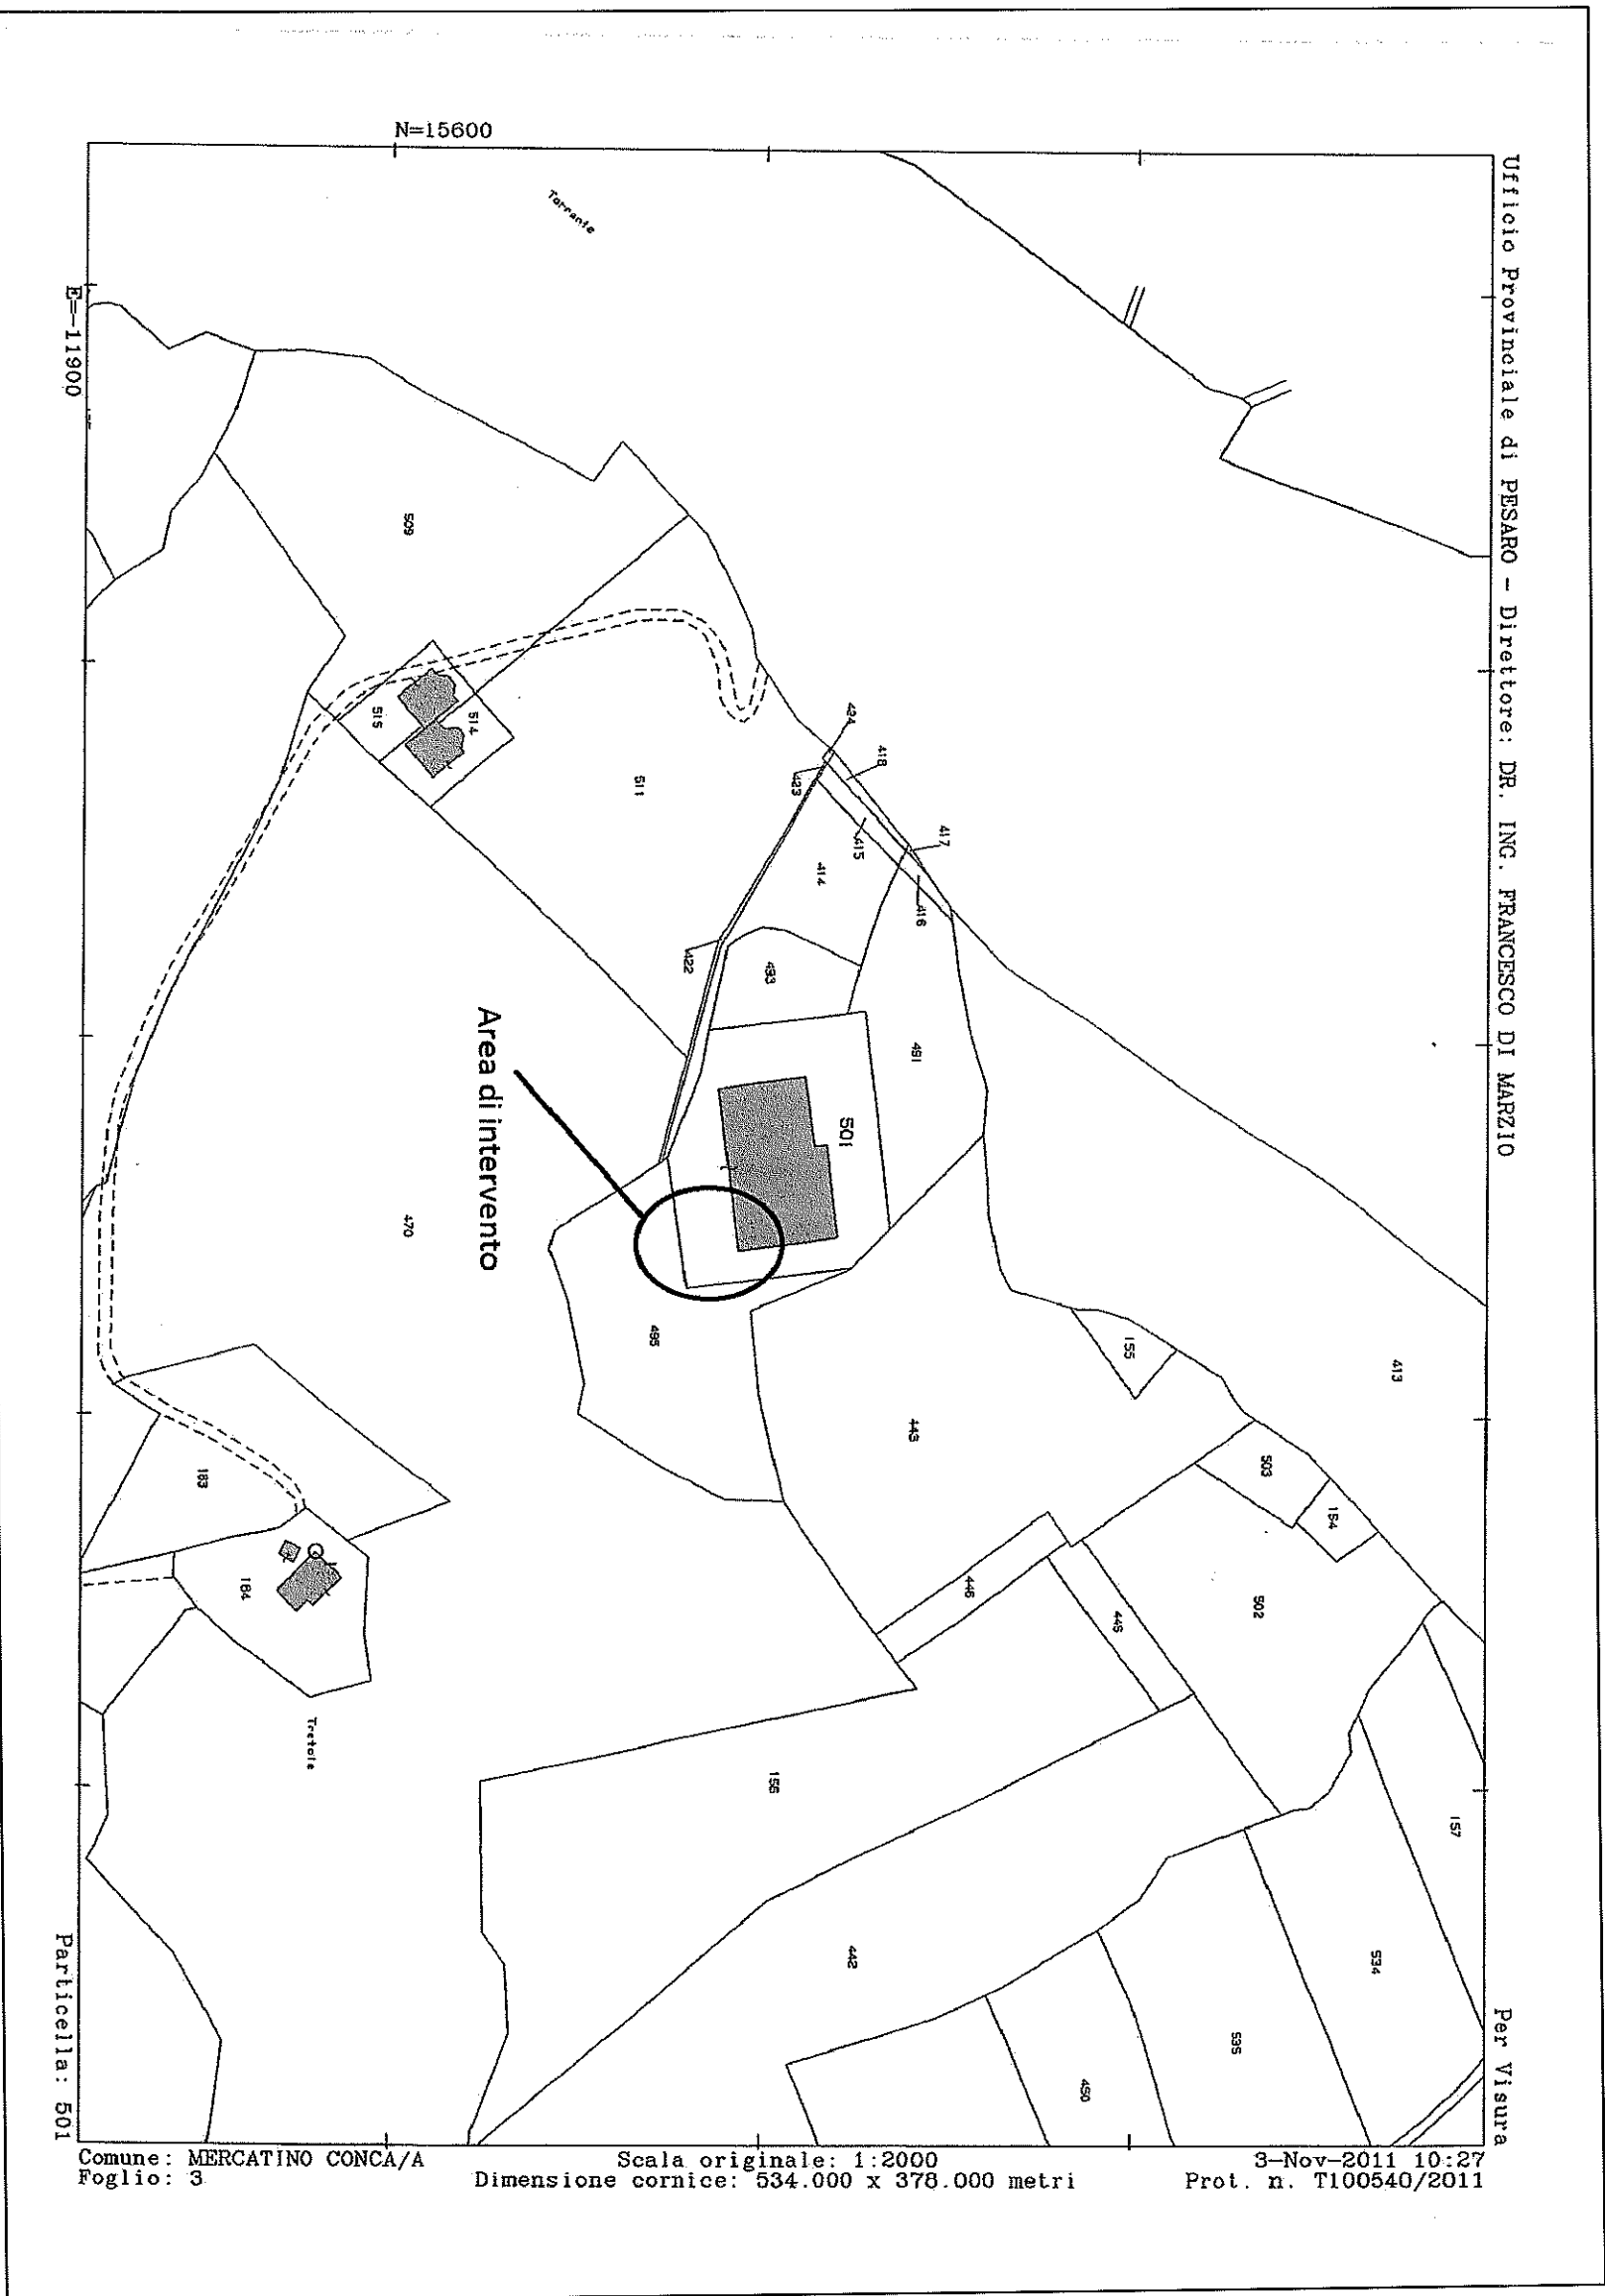 N=15600
Ufficio Provinciale di PESARO - Direttore: DR. ING. FRANCESCO DI MARZIO
Per Visura
E=-11900
Particella: 501
Torrente
509
515
514
511
424
418
423
415
417
414
416
422
493
491
501
Area di intervento
470
495
413
155
443
503
154
183
184
446
445
502
Tretole
156
157
442
534
535
450
Comune: MERCATINO CONCA/A
Foglio: 3
Scala originale: 1:2000
Dimensione cornice: 534.000 x 378.000 metri
3-Nov-2011 10:27
Prot. n. T100540/2011